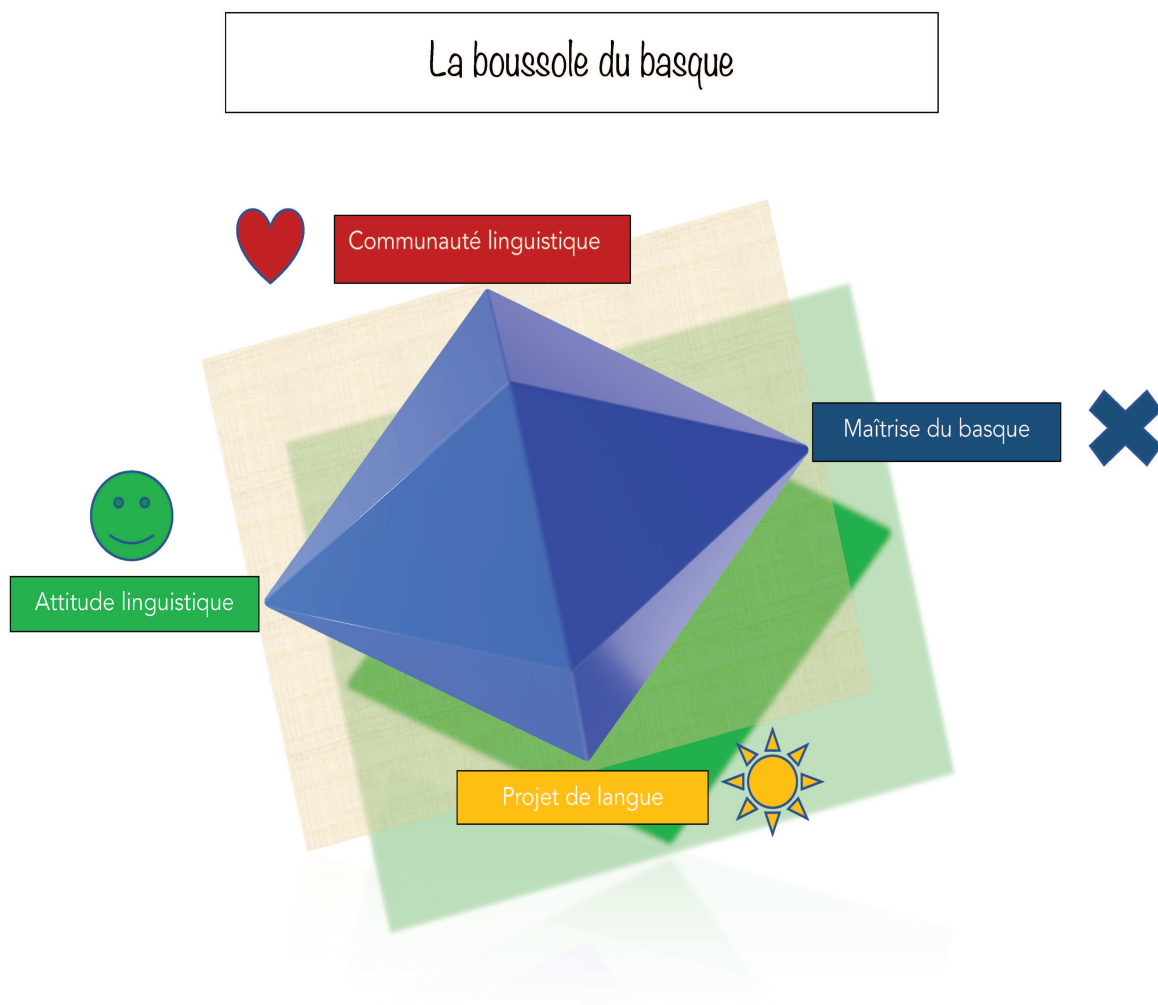 La boussole du basque
Communauté linguistique
Maîtrise du basque
Attitude linguistique
Projet de langue